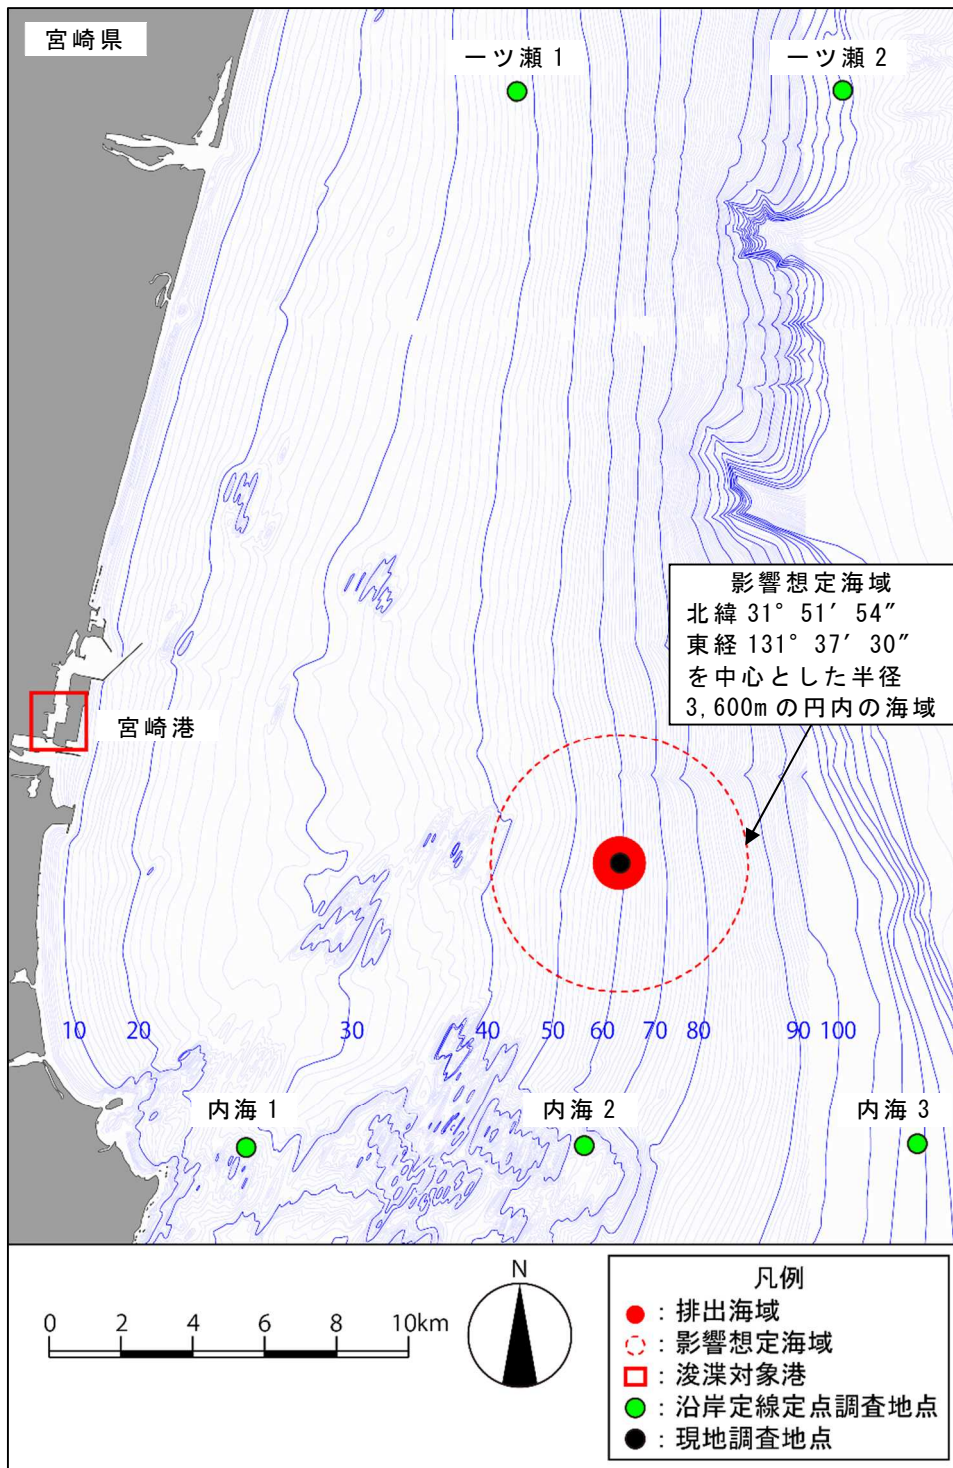 宮崎県
一ツ瀬 1
一ツ瀬 2
影響想定海域
北緯 31° 51′ 54″
東経 131° 37′ 30″
を中心とした半径
3,600m の円内の海域
宮崎港
10 20 30 40 50 60 70 80 90 100
内海 1
内海 2
内海 3
0 2 4 6 8 10km
N
凡例
：排出海域
：影響想定海域
：浚渫対象港
：沿岸定線定点調査地点
：現地調査地点